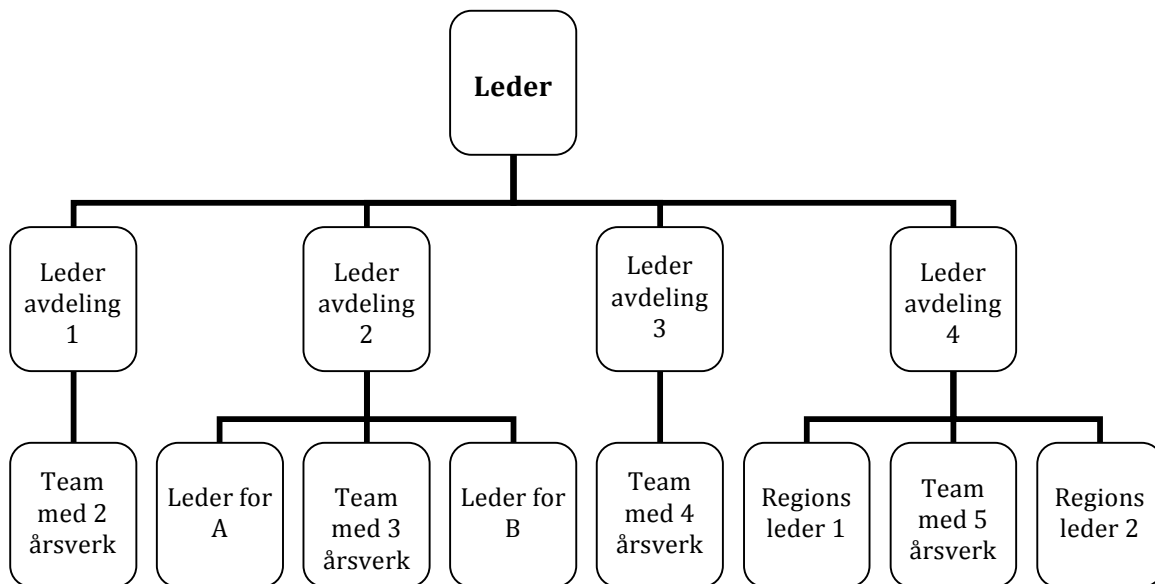 Leder
Leder
avdeling
1
Leder
avdeling
2
Leder
avdeling
3
Leder
avdeling
4
Team
med 2
årsverk
Leder for
A
Team
med 3
årsverk
Leder for
B
Team
med 4
årsverk
Regions
leder 1
Team
med 5
årsverk
Regions
leder 2